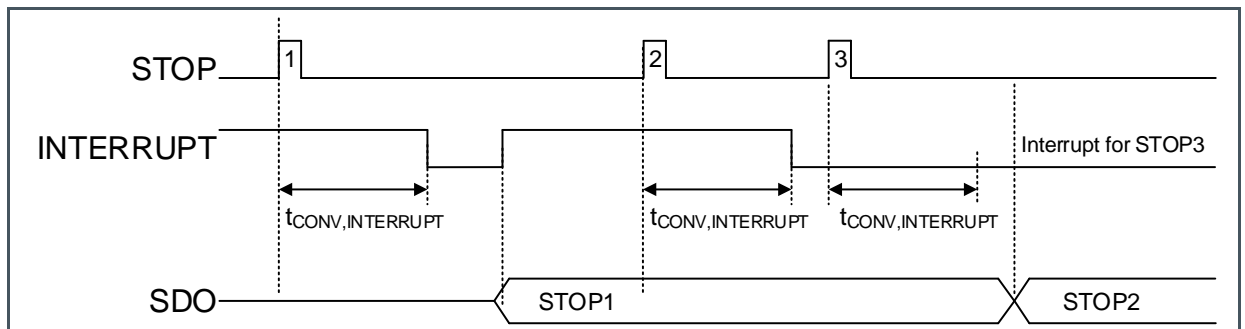 STOP 1 2 3
INTERRUPT Interrupt for STOP3
tCONV,INTERRUPT tCONV,INTERRUPT tCONV,INTERRUPT
SDO STOP1 STOP2